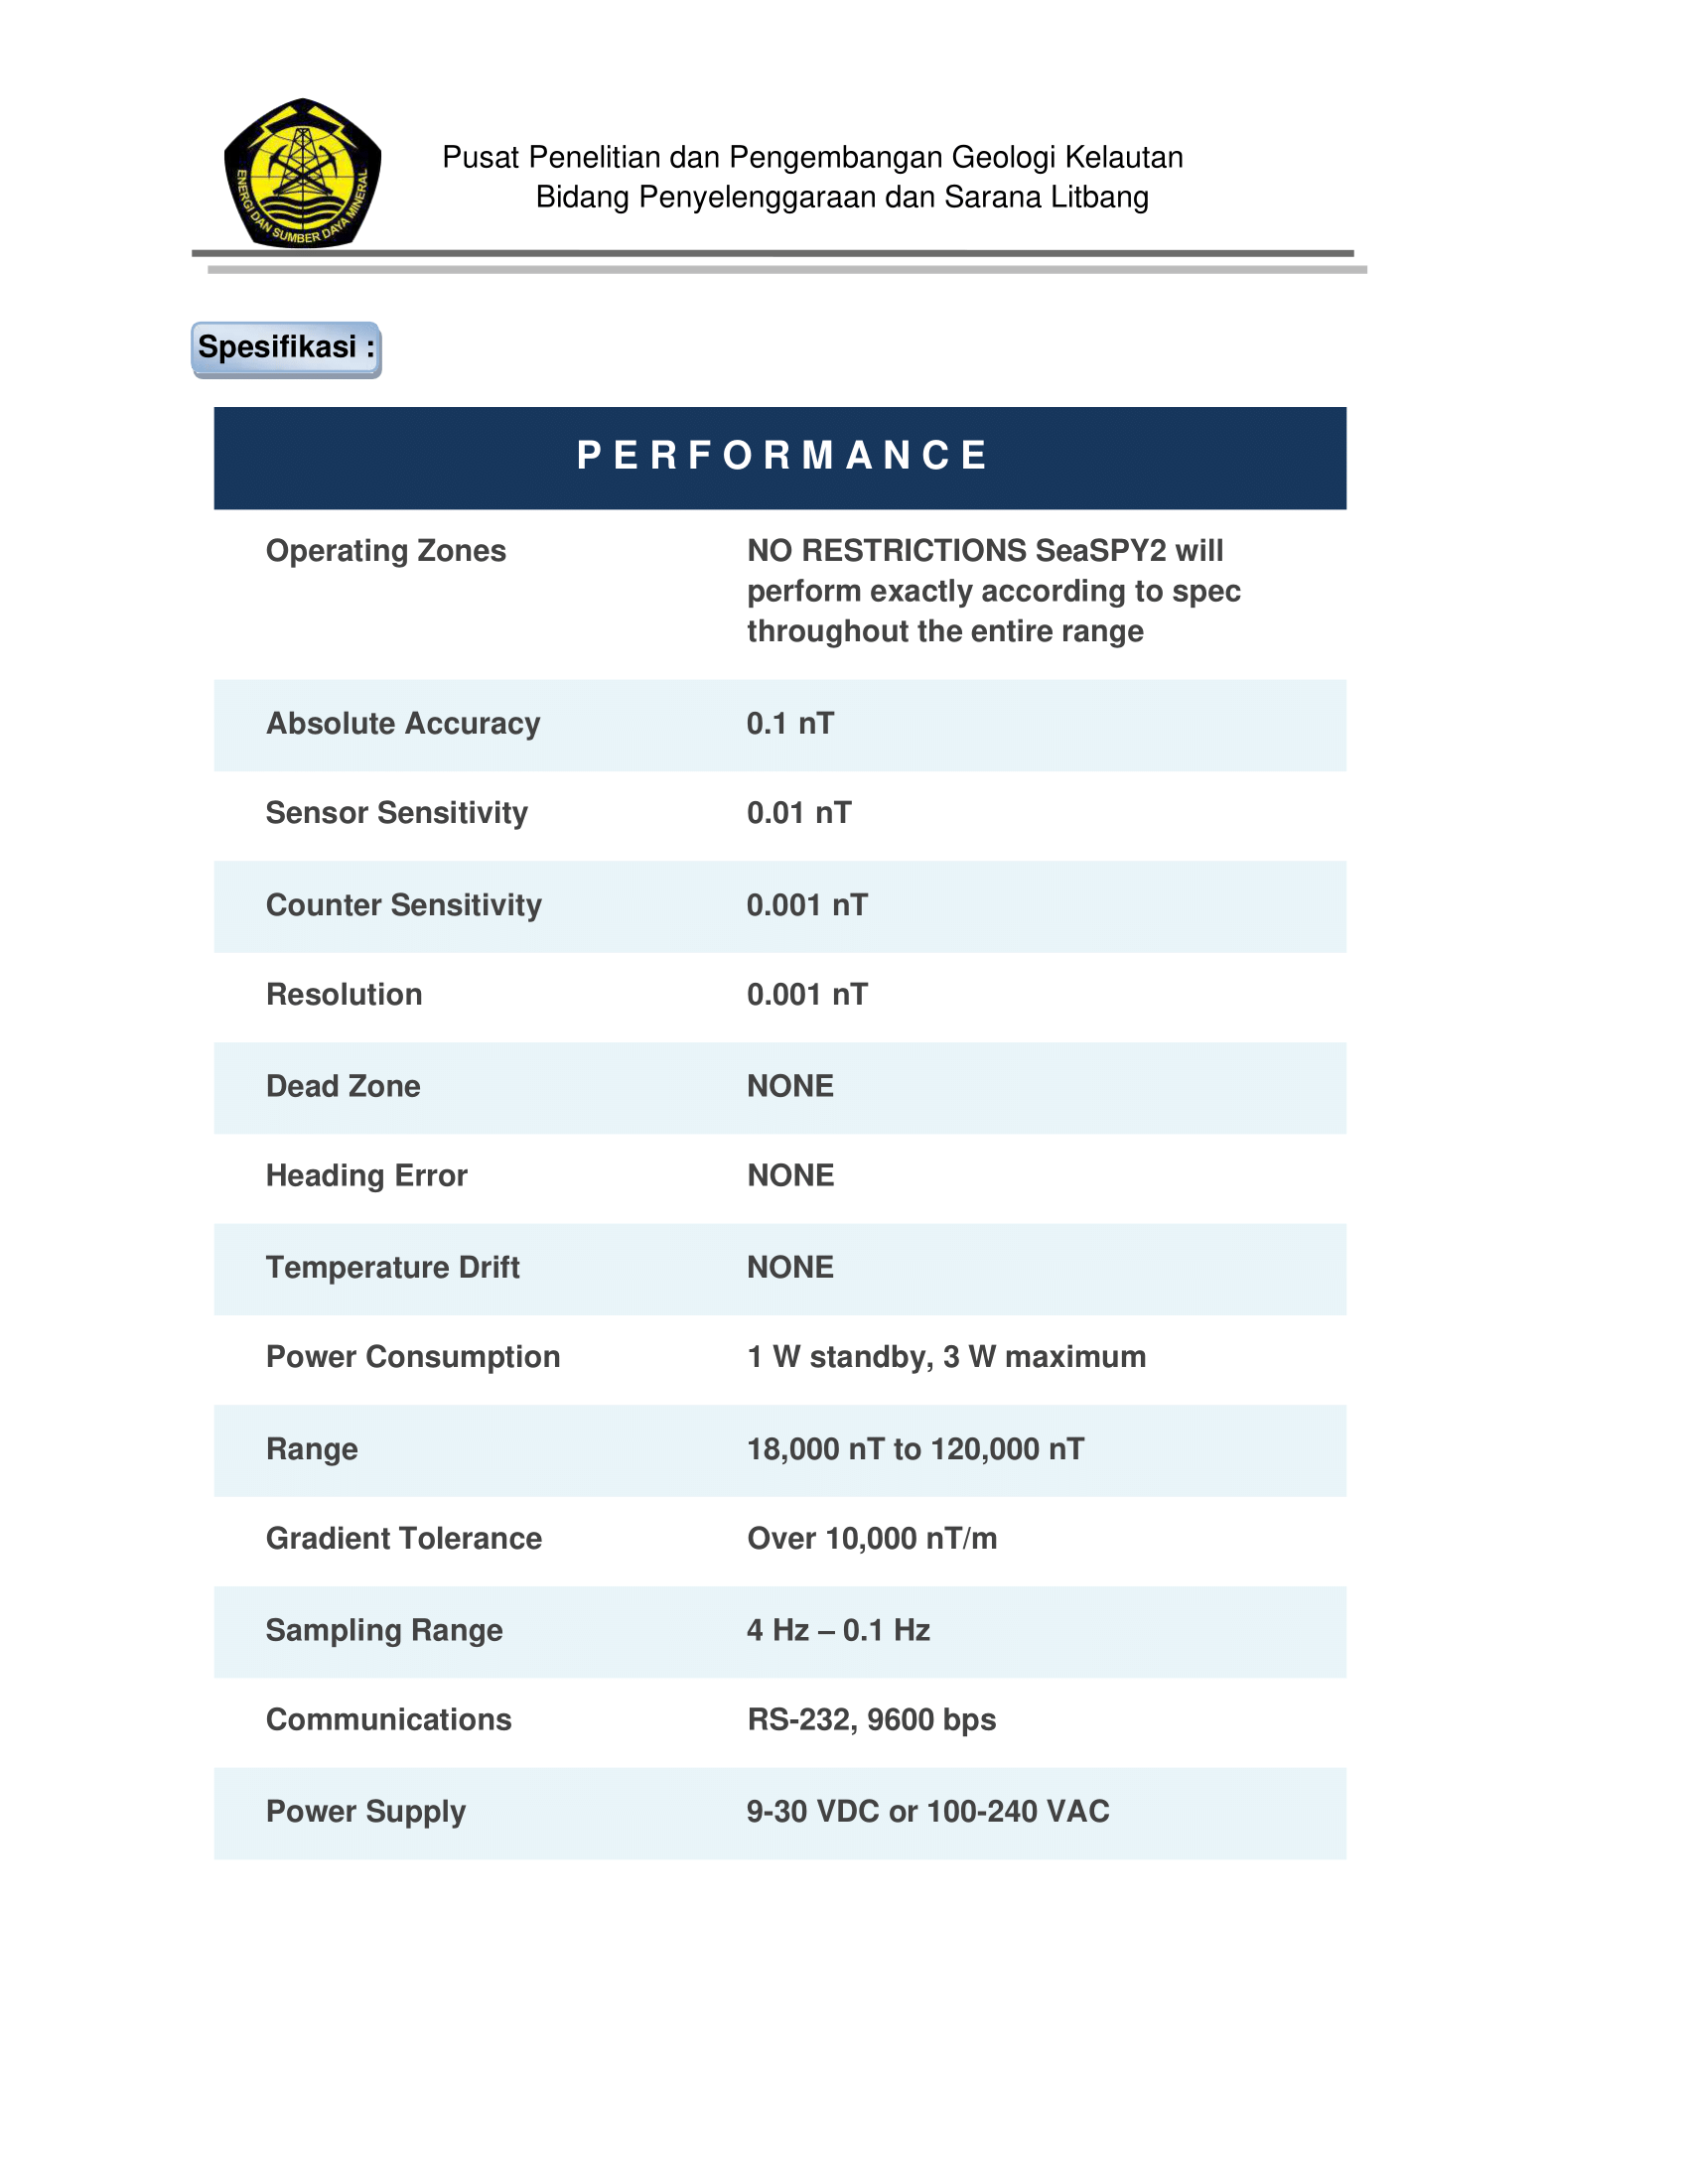 ENERGI DAN SUMBER DAYA MINERAL
Pusat Penelitian dan Pengembangan Geologi Kelautan
Bidang Penyelenggaraan dan Sarana Litbang
Spesifikasi :
PERFORMANCE
Operating Zones NO RESTRICTIONS SeaSPY2 will
perform exactly according to spec
throughout the entire range
Absolute Accuracy 0.1 nT
Sensor Sensitivity 0.01 nT
Counter Sensitivity 0.001 nT
Resolution 0.001 nT
Dead Zone NONE
Heading Error NONE
Temperature Drift NONE
Power Consumption 1 W standby, 3 W maximum
Range 18,000 nT to 120,000 nT
Gradient Tolerance Over 10,000 nT/m
Sampling Range 4 Hz – 0.1 Hz
Communications RS-232, 9600 bps
Power Supply 9-30 VDC or 100-240 VAC